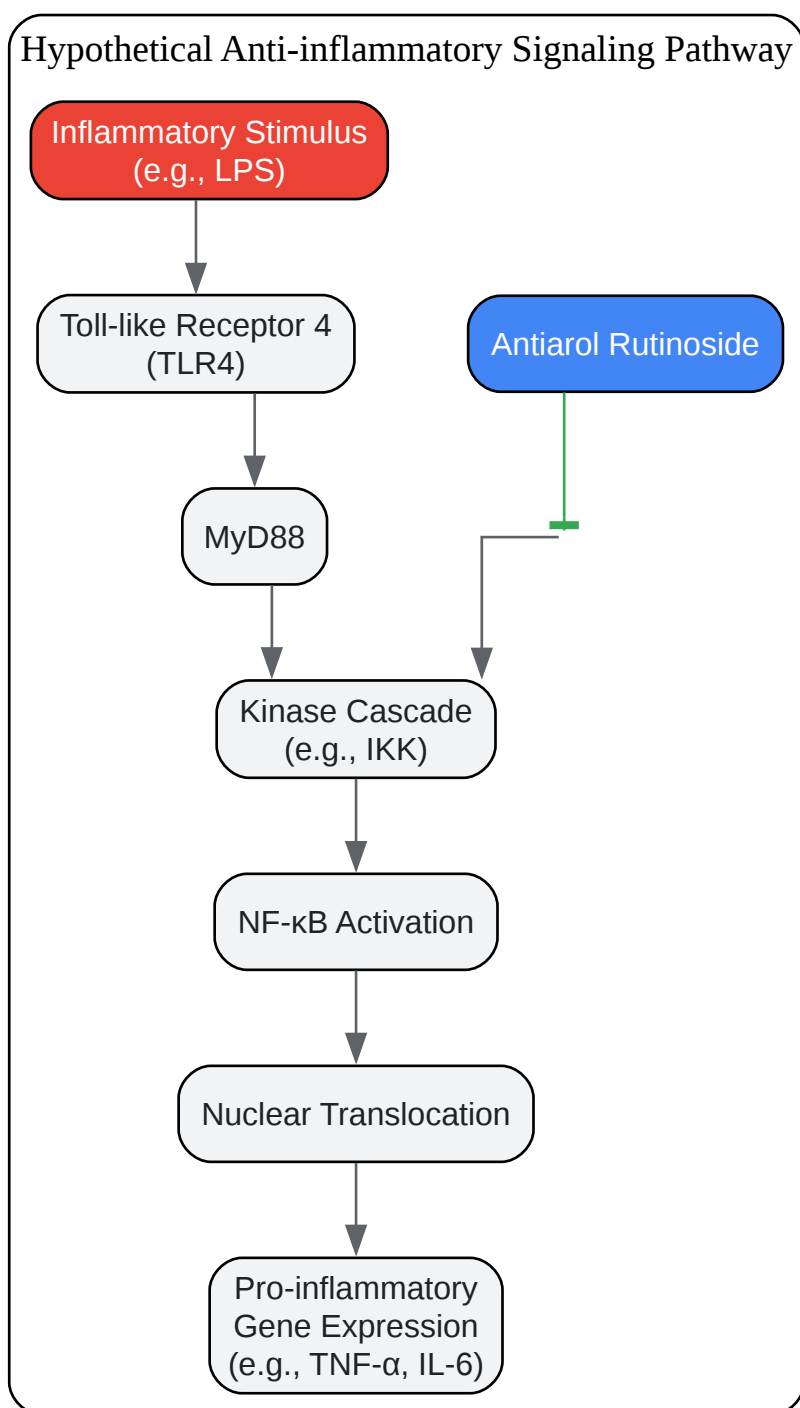 Hypothetical Anti-inflammatory Signaling Pathway
Inflammatory Stimulus
(e.g., LPS)
Toll-like Receptor 4
(TLR4)
Antiarol Rutinoside
MyD88
Kinase Cascade
(e.g., IKK)
NF-κB Activation
Nuclear Translocation
Pro-inflammatory
Gene Expression
(e.g., TNF-α, IL-6)